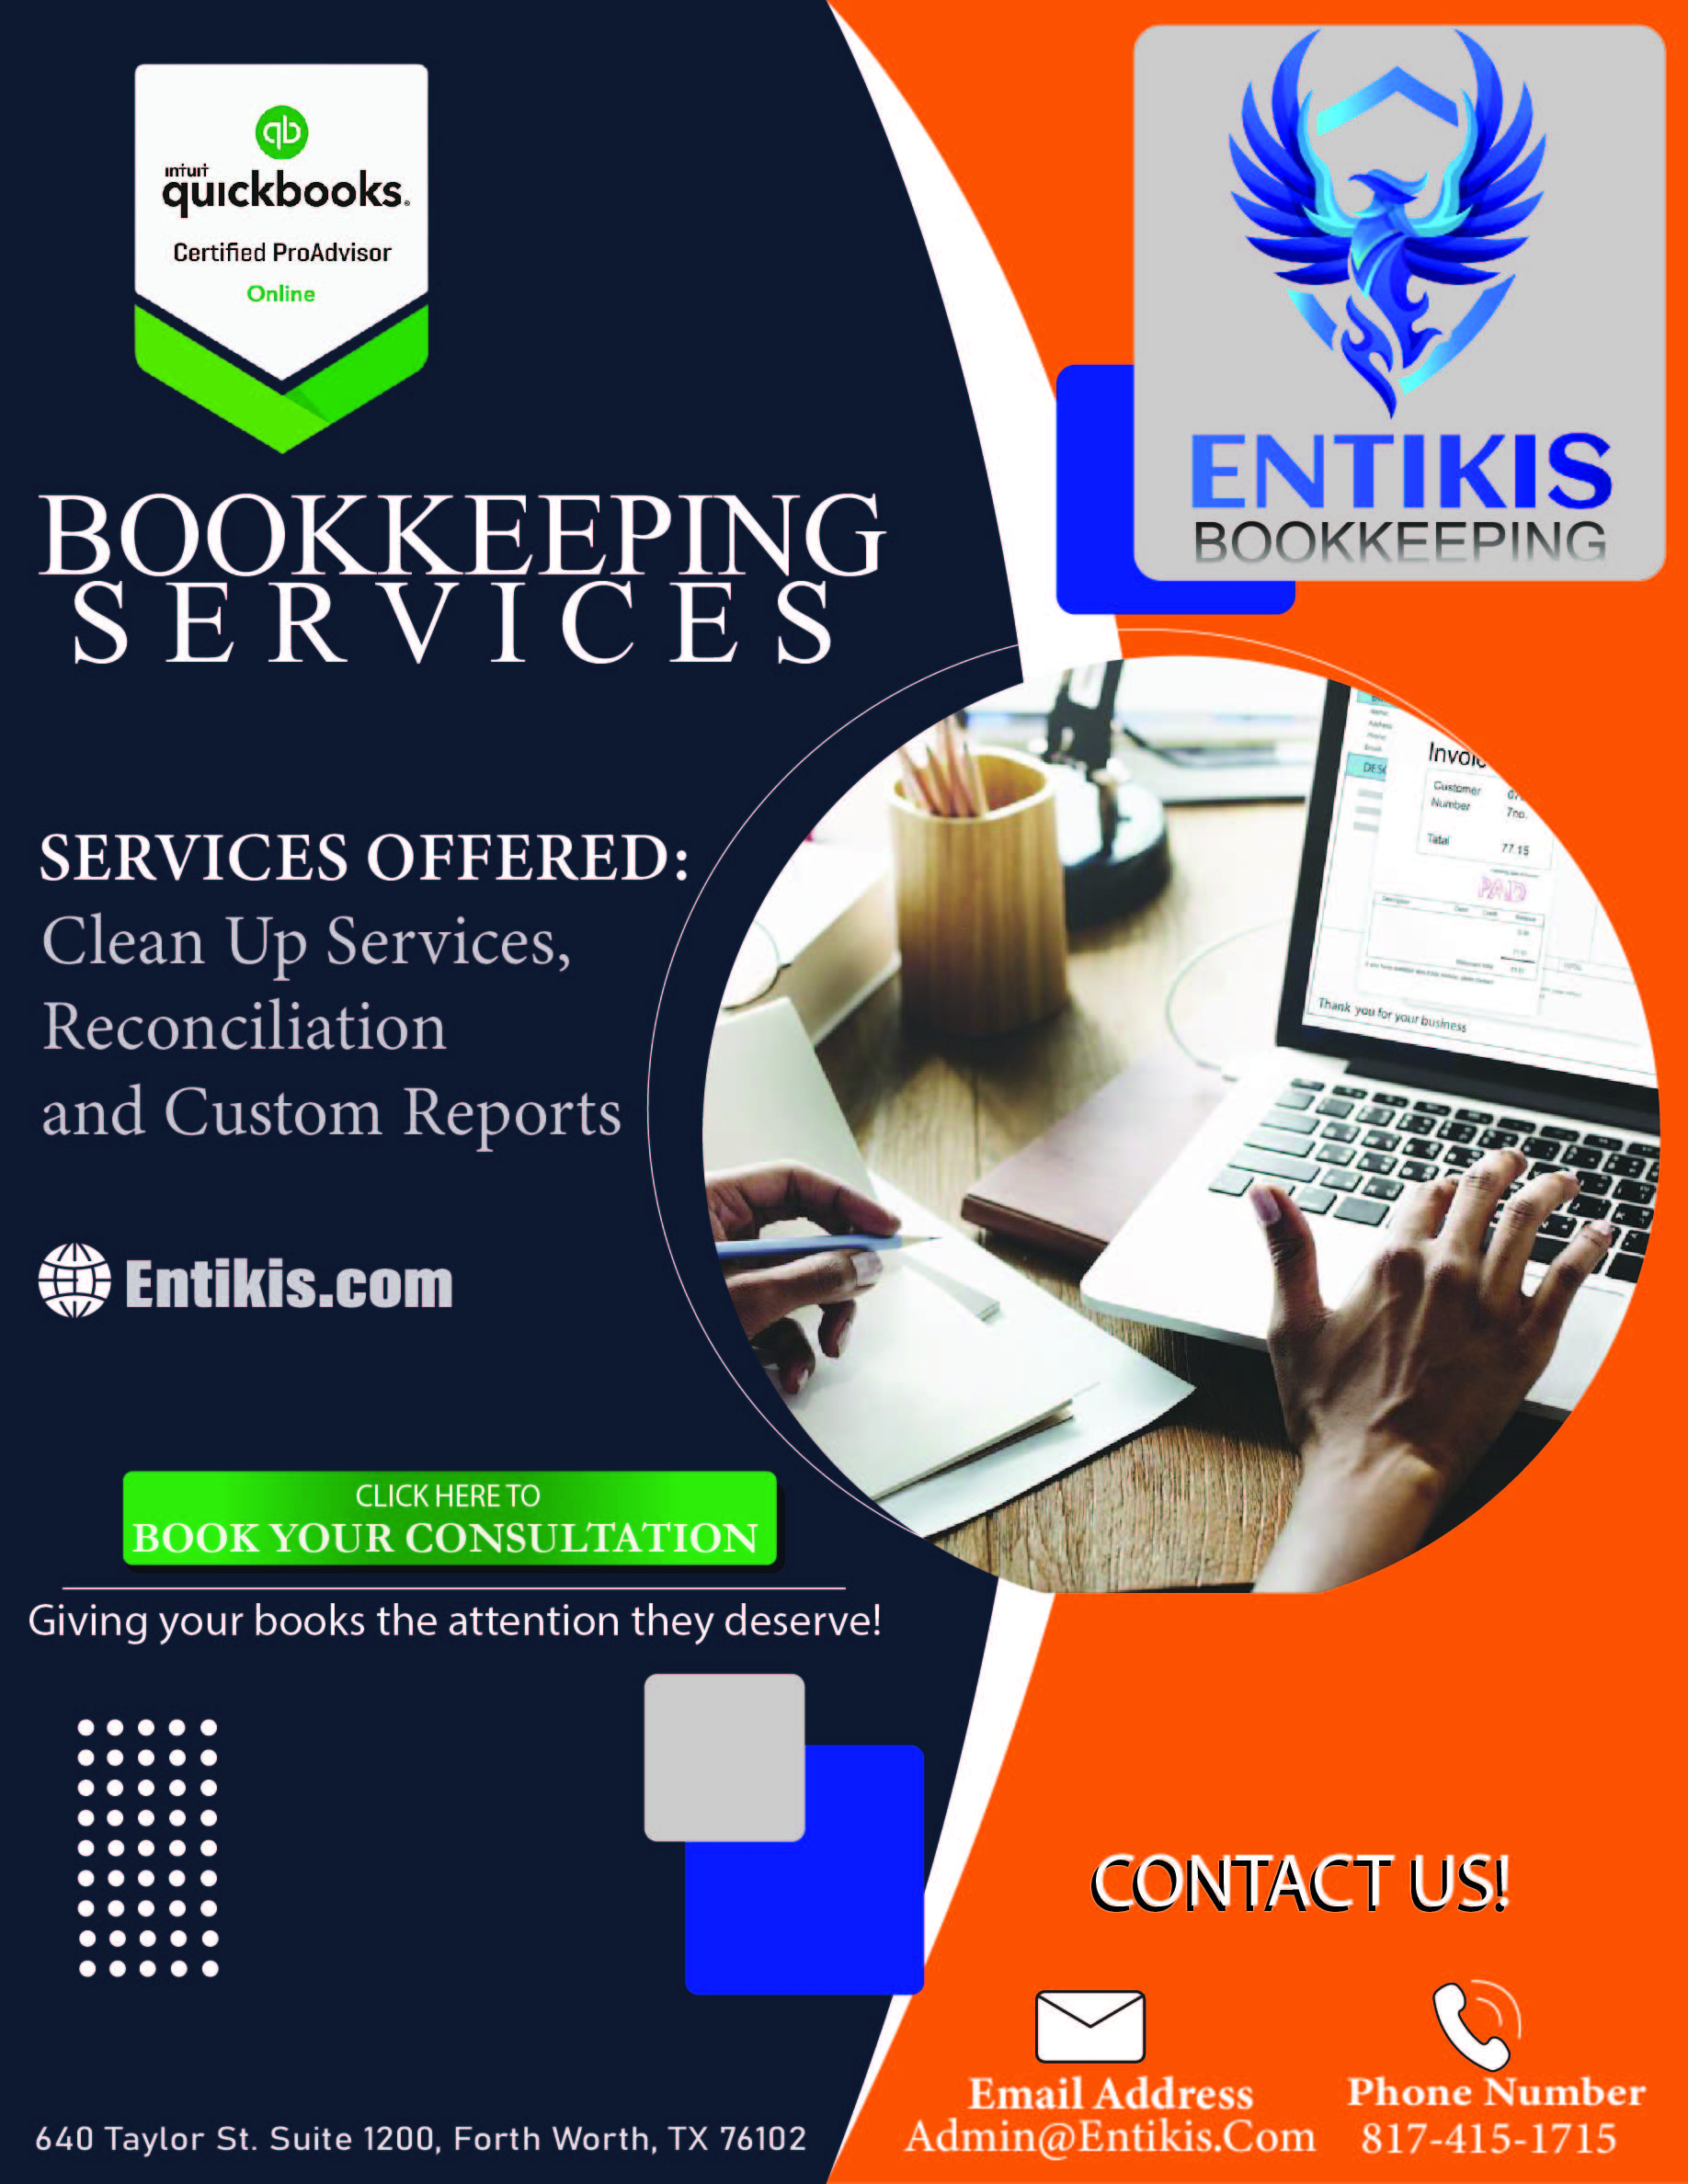 qb
intuit
quickbooks.
Certified ProAdvisor
Online
ENTIKIS
BOOKKEEPING
BOOKKEEPING
SERVICES
SERVICES OFFERED:
Clean Up Services,
Reconciliation
and Custom Reports
Invoic
Customer
Number
Total
77.15
PAID
DESC
Thank you for your business
Entikis.com
CLICK HERE TO
BOOK YOUR CONSULTATION
Giving your books the attention they deserve!
CONTACT US!
Email Address
Admin@Entikis.Com
Phone Number
817-415-1715
640 Taylor St. Suite 1200, Forth Worth, TX 76102